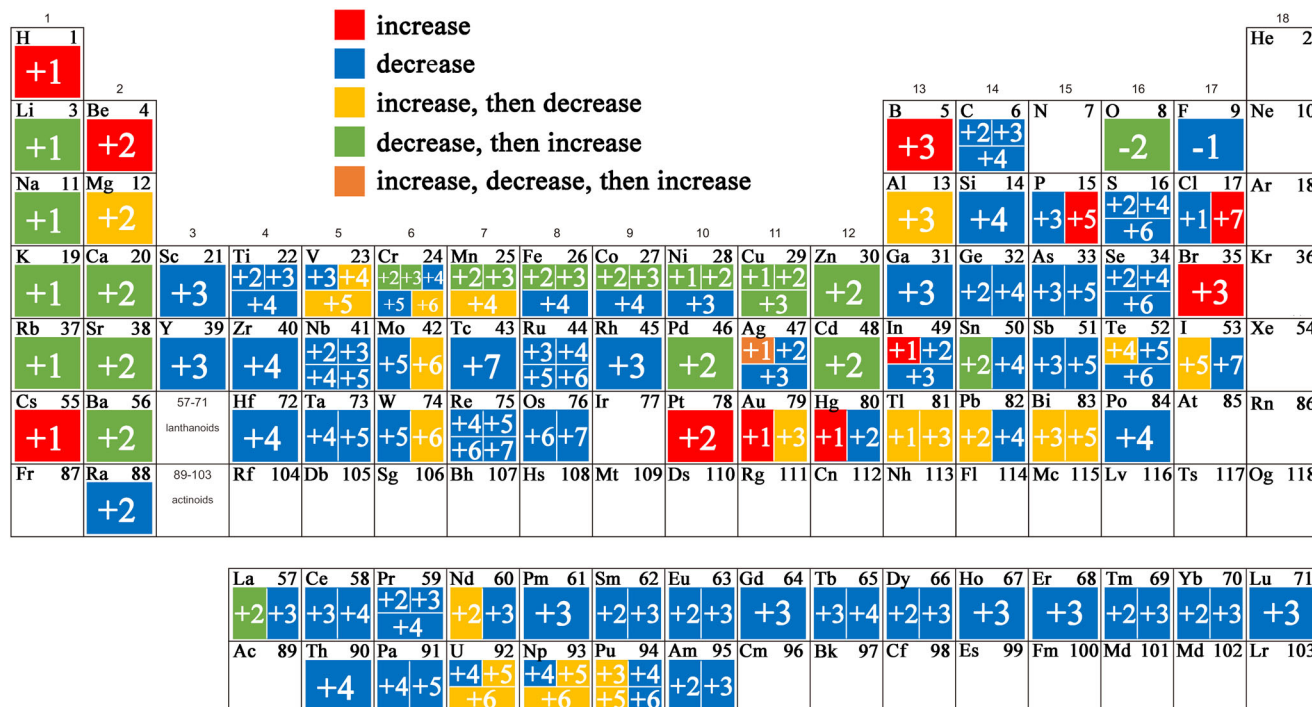 1 18
increase
decrease
increase, then decrease
decrease, then increase
increase, decrease, then increase
H 1 He 2
+1
2 13 14 15 16 17
Li 3 Be 4 B 5 C 6 N 7 O 8 F 9 Ne 10
+1 +2 +3 +2 +3 +4 -2 -1
Na 11 Mg 12 Al 13 Si 14 P 15 S 16 Cl 17 Ar 18
+1 +2 +3 +4 +3 +5 +2 +4 +6 +1 +7
3 4 5 6 7 8 9 10 11 12
K 19 Ca 20 Sc 21 Ti 22 V 23 Cr 24 Mn 25 Fe 26 Co 27 Ni 28 Cu 29 Zn 30 Ga 31 Ge 32 As 33 Se 34 Br 35 Kr 36
+1 +2 +3 +2 +3 +4 +3 +4 +5 +2 +3 +4 +5 +6 +2 +3 +4 +2 +3 +4 +2 +3 +4 +1 +2 +3 +1 +2 +3 +2 +3 +2 +4 +3 +5 +2 +4 +6 +3
Rb 37 Sr 38 Y 39 Zr 40 Nb 41 Mo 42 Tc 43 Ru 44 Rh 45 Pd 46 Ag 47 Cd 48 In 49 Sn 50 Sb 51 Te 52 I 53 Xe 54
+1 +2 +3 +4 +2 +3 +4 +5 +5 +6 +7 +3 +4 +5 +6 +3 +2 +1 +2 +3 +2 +1 +2 +3 +2 +4 +3 +5 +4 +5 +6 +5 +7
Cs 55 Ba 56 57-71 Hf 72 Ta 73 W 74 Re 75 Os 76 Ir 77 Pt 78 Au 79 Hg 80 Tl 81 Pb 82 Bi 83 Po 84 At 85 Rn 86
lanthanoids
+1 +2 +4 +4 +5 +5 +6 +4 +5 +6 +7 +6 +7 +2 +1 +3 +1 +2 +1 +3 +2 +4 +3 +5 +4
Fr 87 Ra 88 89-103 Rf 104 Db 105 Sg 106 Bh 107 Hs 108 Mt 109 Ds 110 Rg 111 Cn 112 Nh 113 Fl 114 Mc 115 Lv 116 Ts 117 Og 118
actinoids
+2
La 57 Ce 58 Pr 59 Nd 60 Pm 61 Sm 62 Eu 63 Gd 64 Tb 65 Dy 66 Ho 67 Er 68 Tm 69 Yb 70 Lu 71
+2 +3 +3 +4 +2 +3 +4 +2 +3 +3 +2 +3 +2 +3 +3 +3 +4 +2 +3 +3 +3 +2 +3 +2 +3 +3
Ac 89 Th 90 Pa 91 U 92 Np 93 Pu 94 Am 95 Cm 96 Bk 97 Cf 98 Es 99 Fm 100 Md 101 Md 102 Lr 103
+4 +4 +5 +4 +5 +6 +4 +5 +6 +3 +4 +5 +6 +2 +3